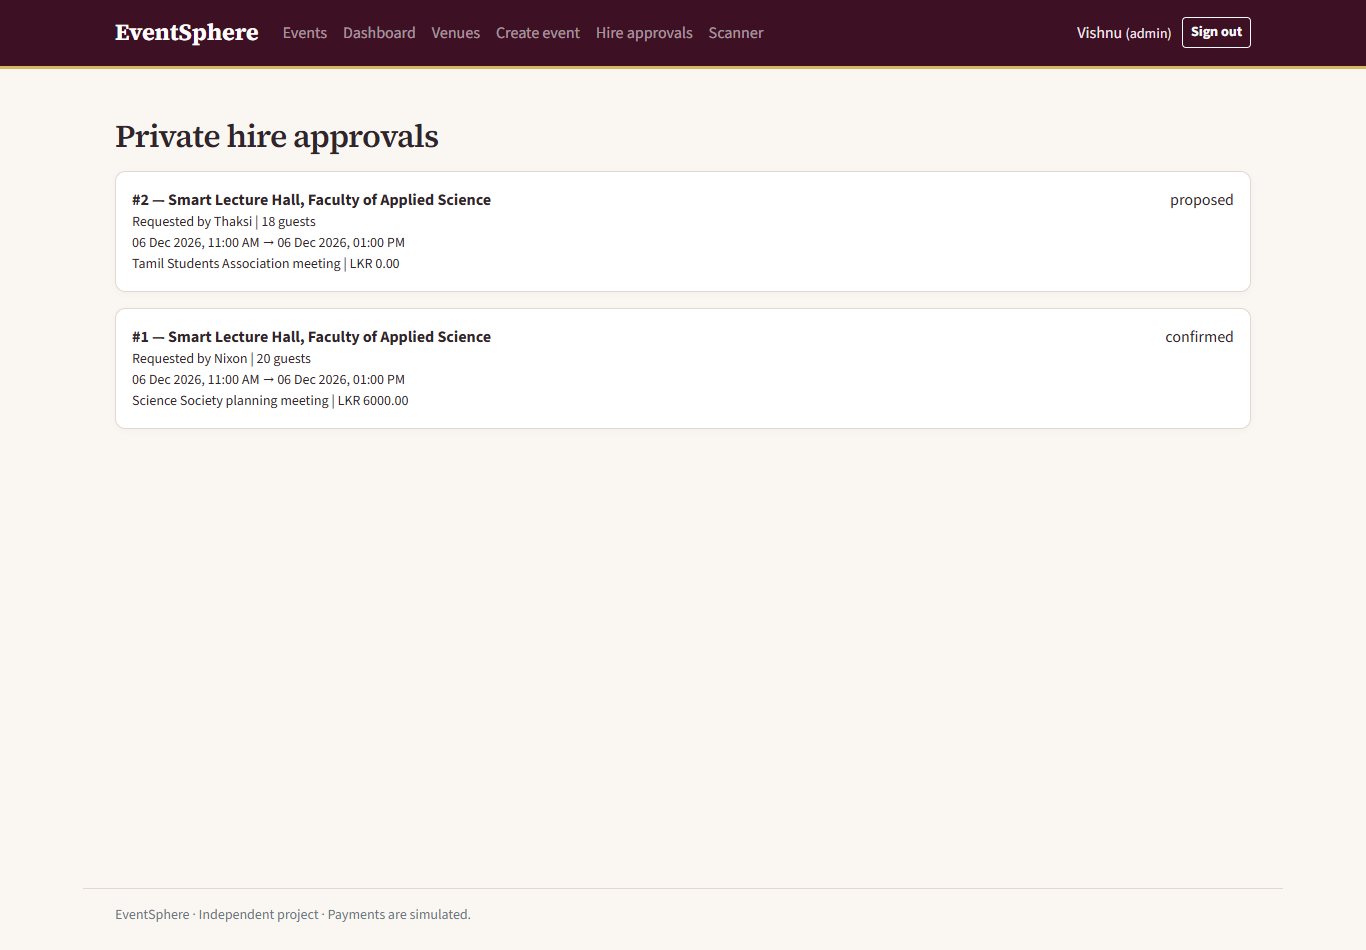 EventSphere Events Dashboard Venues Create event Hire approvals Scanner Vishnu (admin) Sign out
Private hire approvals
#2 — Smart Lecture Hall, Faculty of Applied Science proposed
Requested by Thaksi | 18 guests
06 Dec 2026, 11:00 AM → 06 Dec 2026, 01:00 PM
Tamil Students Association meeting | LKR 0.00
#1 — Smart Lecture Hall, Faculty of Applied Science confirmed
Requested by Nixon | 20 guests
06 Dec 2026, 11:00 AM → 06 Dec 2026, 01:00 PM
Science Society planning meeting | LKR 6000.00
EventSphere · Independent project · Payments are simulated.